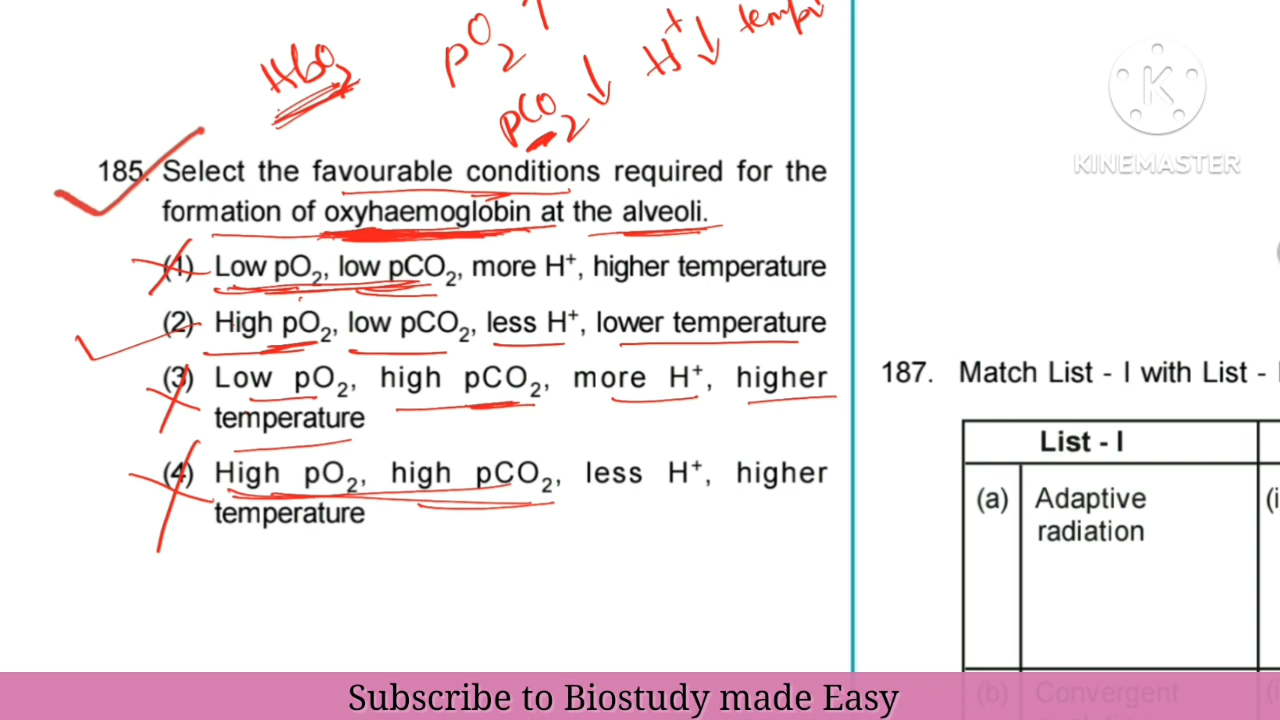 HbO2
pO2 ↑
pCO2 ↓
H+ ↓
KINEMASTER
185. Select the favourable conditions required for the
formation of oxyhaemoglobin at the alveoli.
(1) Low pO2, low pCO2, more H+, higher temperature
(2) High pO2, low pCO2, less H+, lower temperature
(3) Low pO2, high pCO2, more H+, higher
temperature
(4) High pO2, high pCO2, less H+, higher
temperature
187. Match List - I with List -
List - I
(a) Adaptive
radiation
(b) Convergent
Subscribe to Biostudy made Easy